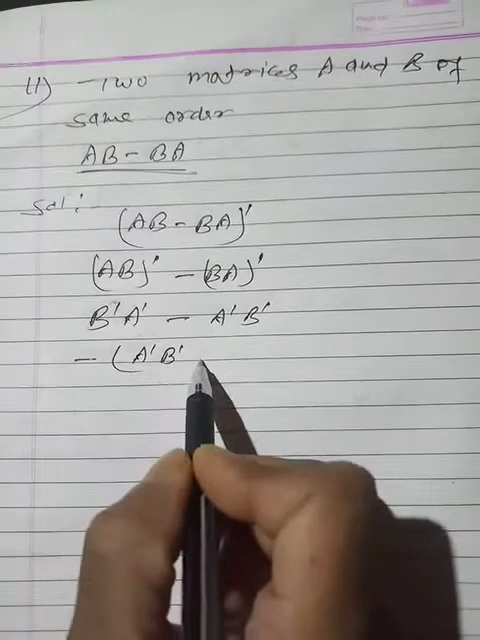 11) Two matrices A and B of
same order
AB - BA
Sol:-
(AB - BA)'
(AB)' - (BA)'
B'A' - A'B'
- (A'B'